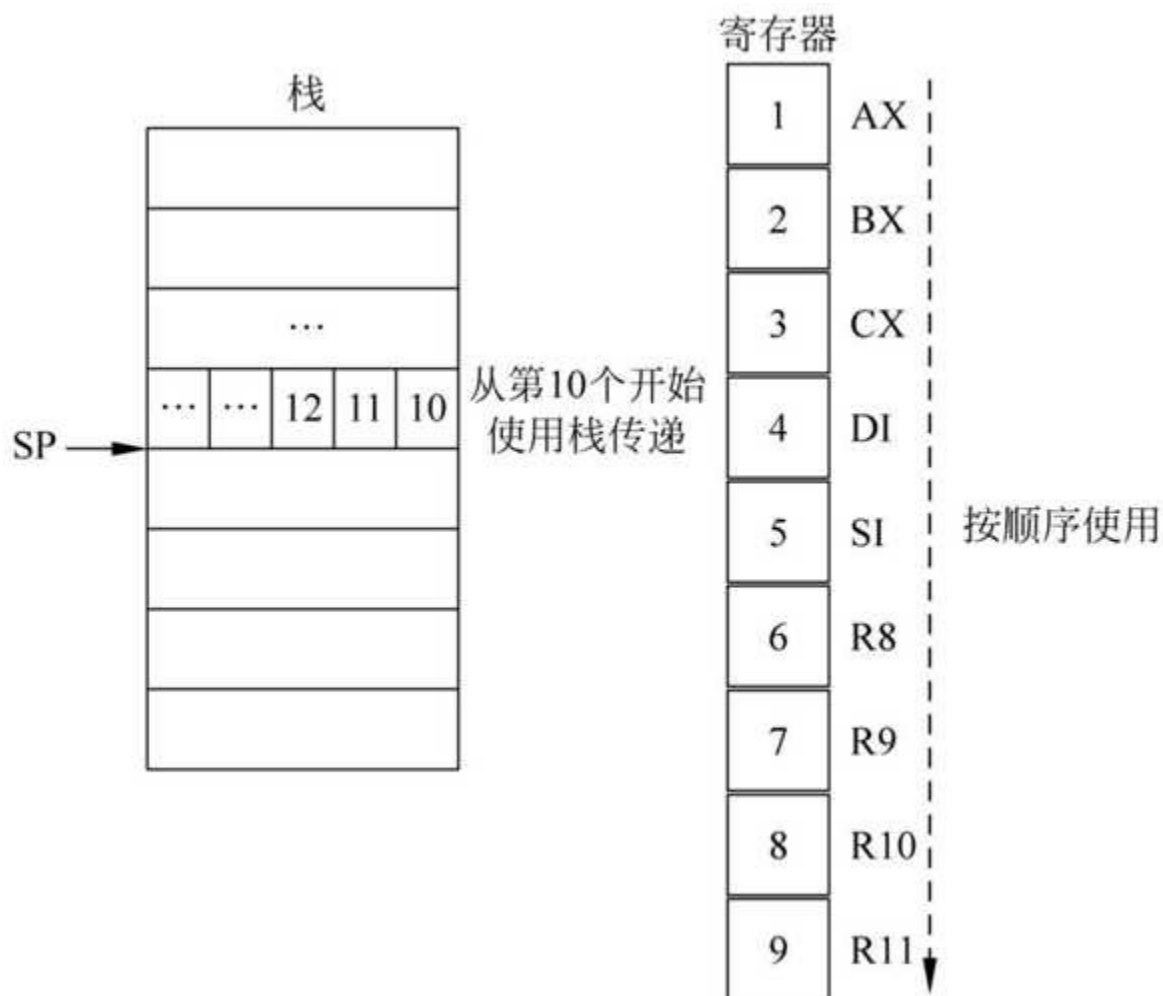 栈
…
… … 12 11 10
SP
从第10个开始
使用栈传递
寄存器
1 AX
2 BX
3 CX
4 DI
5 SI
6 R8
7 R9
8 R10
9 R11
按顺序使用